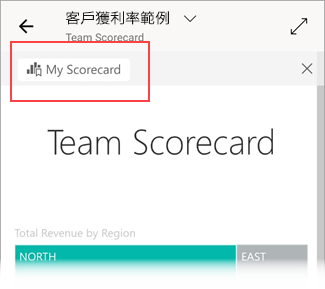 客戶獲利率範例
Team Scorecard
My Scorecard
Team Scorecard
Total Revenue by Region
NORTH
EAST